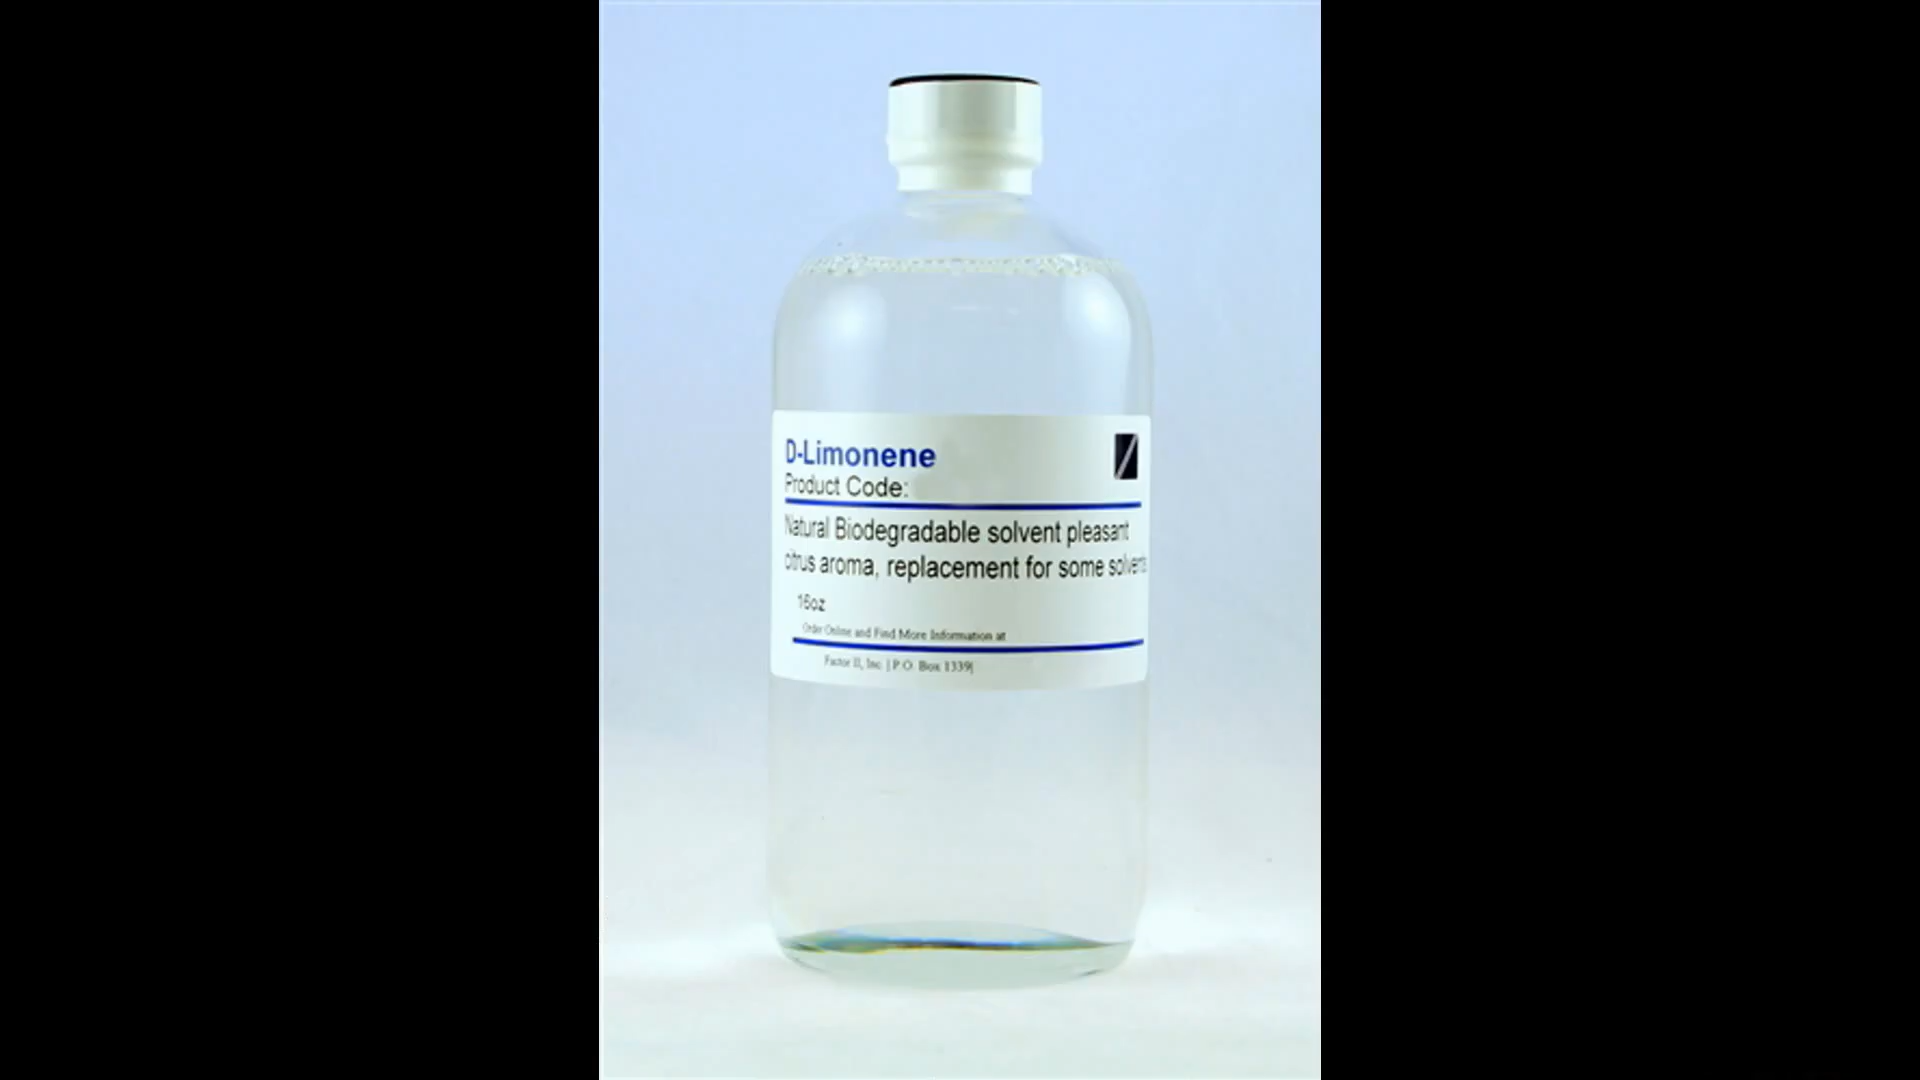 D-Limonene
Product Code:
Natural Biodegradable solvent pleasant
citrus aroma, replacement for some solvents
16oz
Order Online and Find More Information at
Factor II, Inc. | P.O. Box 1339|